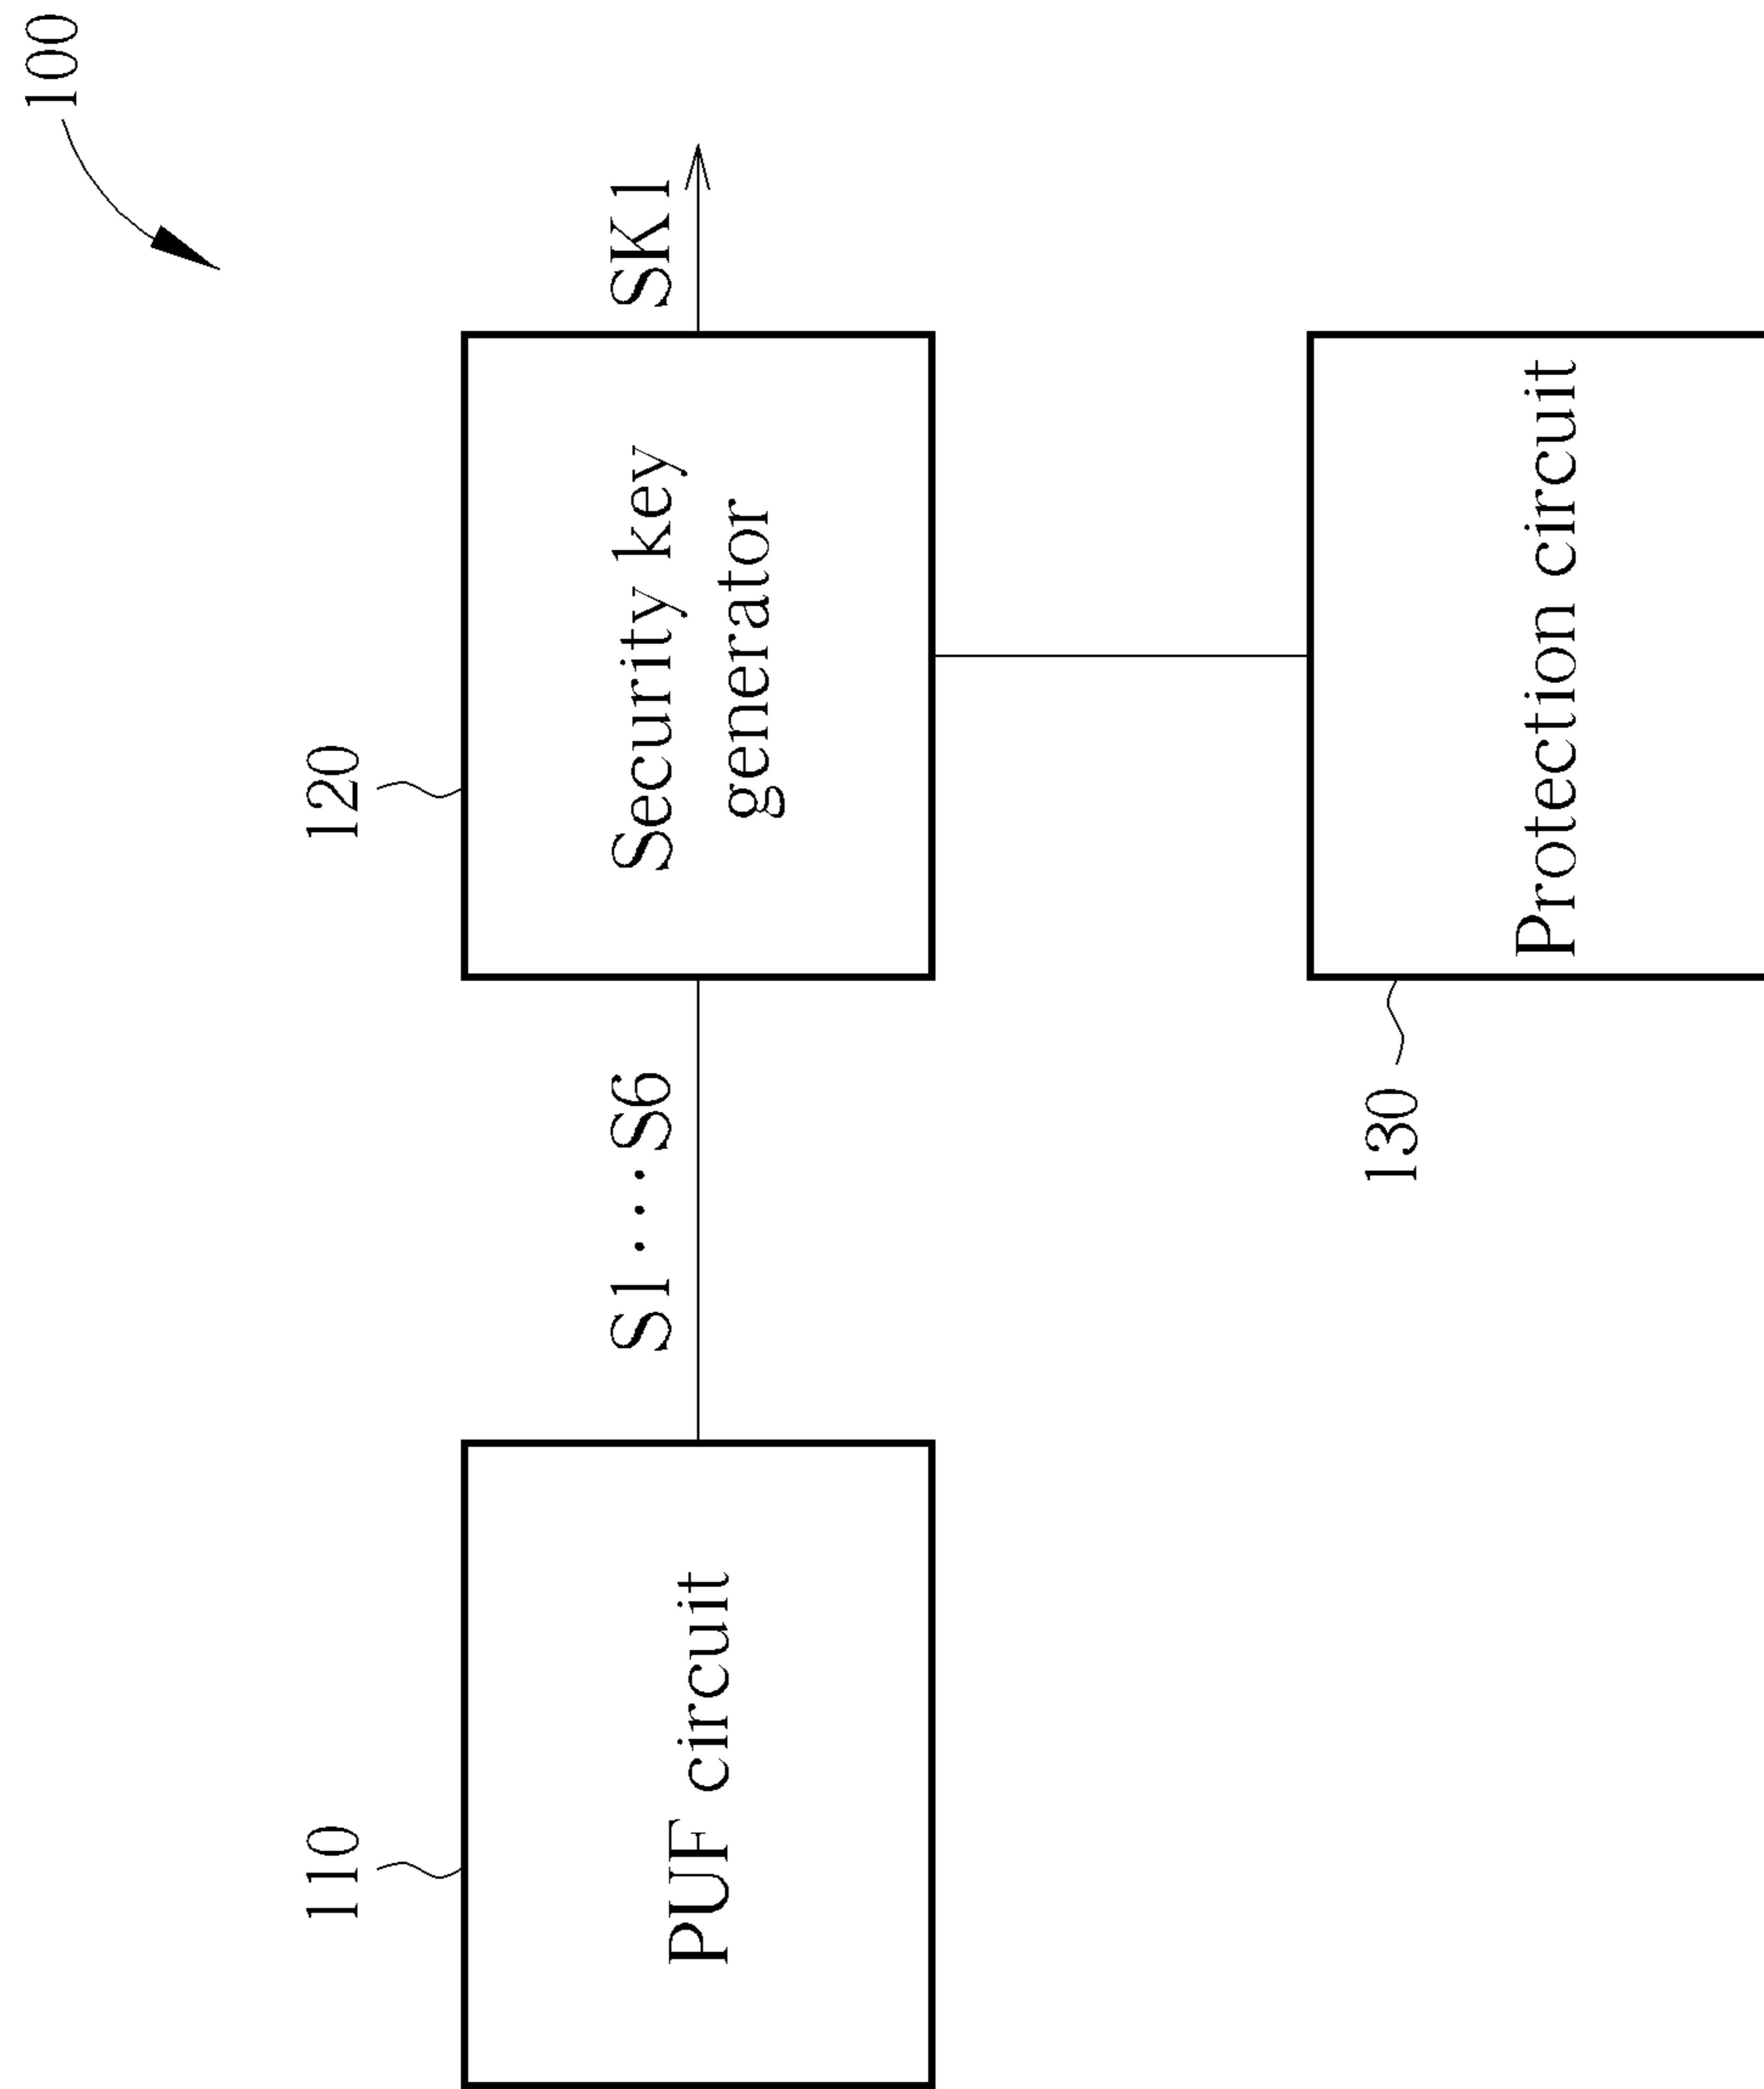 100
110
120
PUF circuit
S1···S6
Security key
generator
SK1
130
Protection circuit